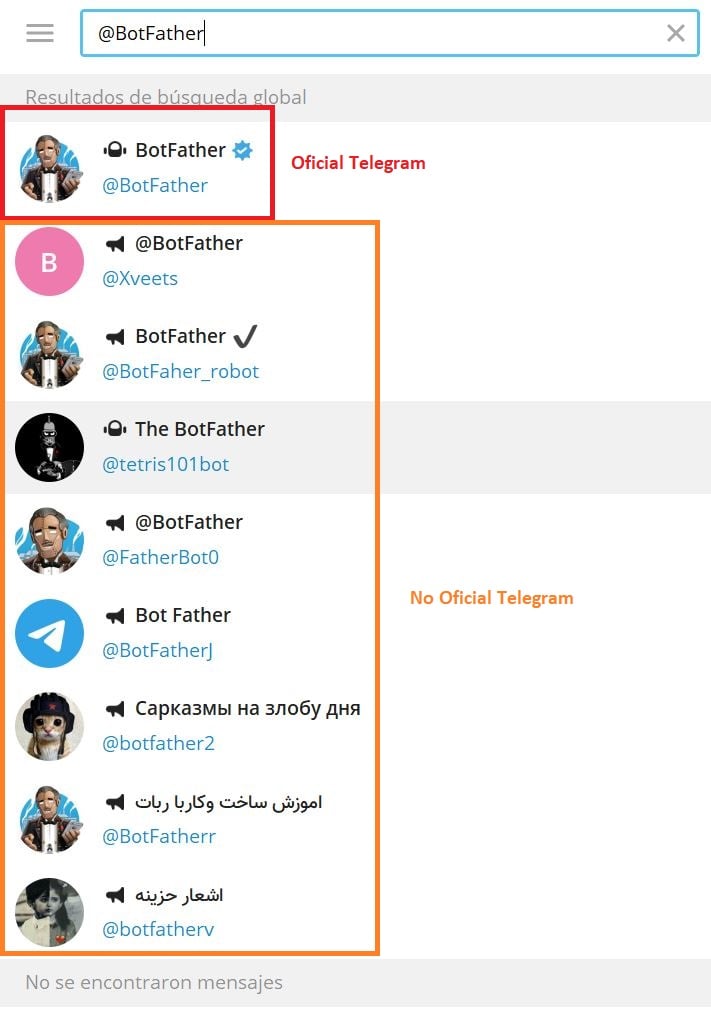 @BotFather
Resultados de búsqueda global
BotFather
@BotFather
Oficial Telegram
B
@BotFather
@Xveets
BotFather ✔
@BotFaher_robot
The BotFather
@tetris101bot
@BotFather
@FatherBot0
No Oficial Telegram
Bot Father
@BotFatherJ
Сарказмы на злобу дня
@botfather2
اموزش ساخت وکاربا ربات
@BotFatherr
اشعار حزینه
@botfatherv
No se encontraron mensajes